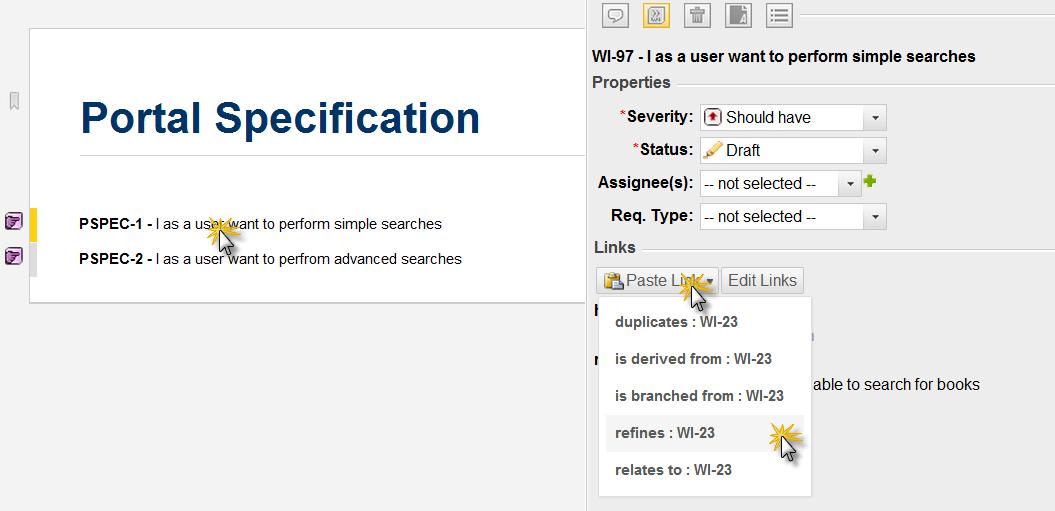 Portal Specification
PSPEC-1 - I as a user want to perform simple searches
PSPEC-2 - I as a user want to perfrom advanced searches
WI-97 - I as a user want to perform simple searches
Properties
*Severity: Should have
*Status: Draft
Assignee(s): -- not selected --
Req. Type: -- not selected --
Links
Paste Link Edit Links
duplicates : WI-23
is derived from : WI-23
able to search for books
is branched from : WI-23
refines : WI-23
relates to : WI-23